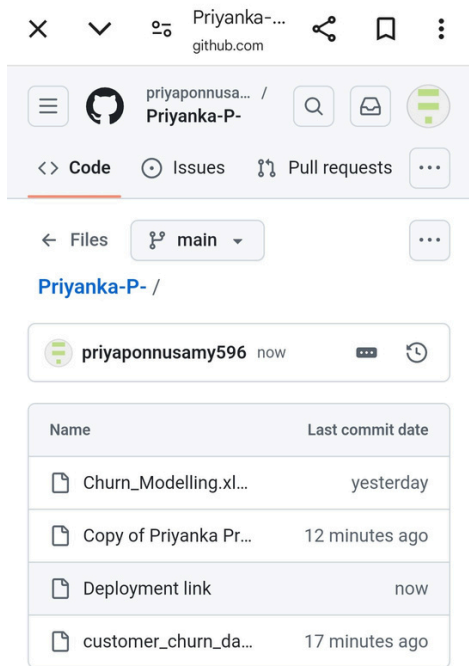 Priyanka-...
github.com
priyaponnusa... /
Priyanka-P-
Code Issues Pull requests
Files main
Priyanka-P- /
priyaponnusamy596 now
Name Last commit date
Churn_Modelling.xl... yesterday
Copy of Priyanka Pr... 12 minutes ago
Deployment link now
customer_churn_da... 17 minutes ago